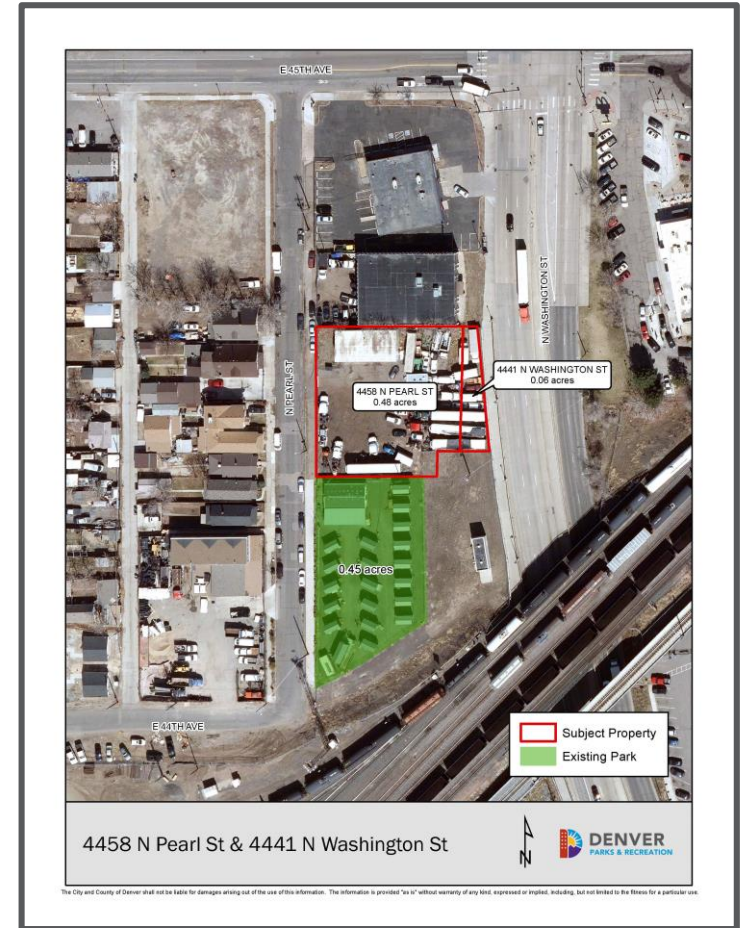 E 45TH AVE
N PEARL ST
N WASHINGTON ST
4441 N WASHINGTON ST
0.06 acres
4458 N PEARL ST
0.48 acres
0.45 acres
E 44TH AVE
Subject Property
Existing Park
4458 N Pearl St & 4441 N Washington St
N
DENVER
PARKS & RECREATION
The City and County of Denver shall not be liable for damages arising out of the use of this information. The information is provided "as is" without warranty of any kind, expressed or implied, including, but not limited to the fitness for a particular use.